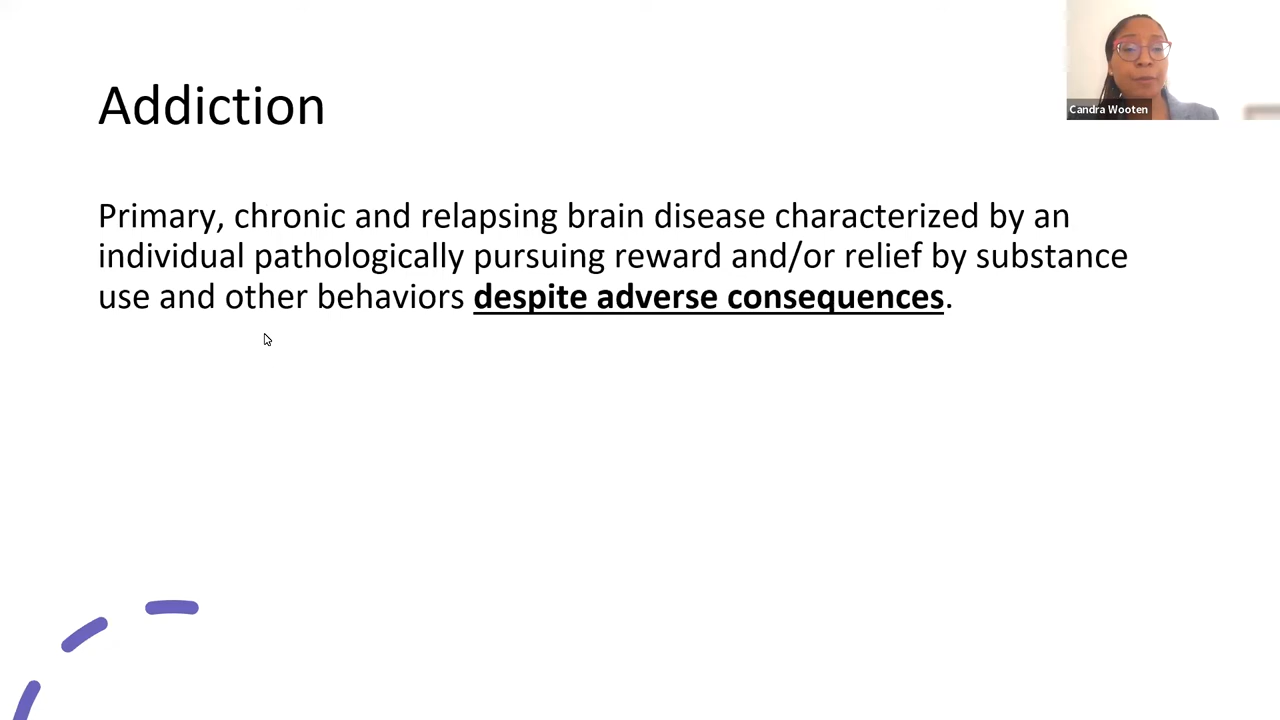 Addiction
Candra Wooten
Primary, chronic and relapsing brain disease characterized by an
individual pathologically pursuing reward and/or relief by substance
use and other behaviors despite adverse consequences.